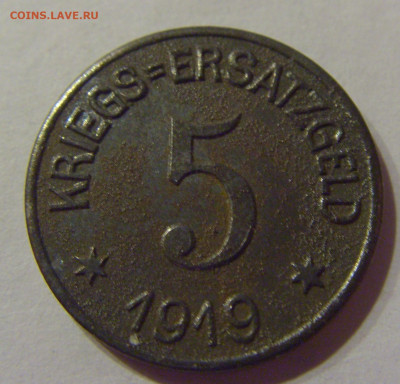 COINS.LAVE.RU
KRIEGS=ERSATZGELD
5
1919